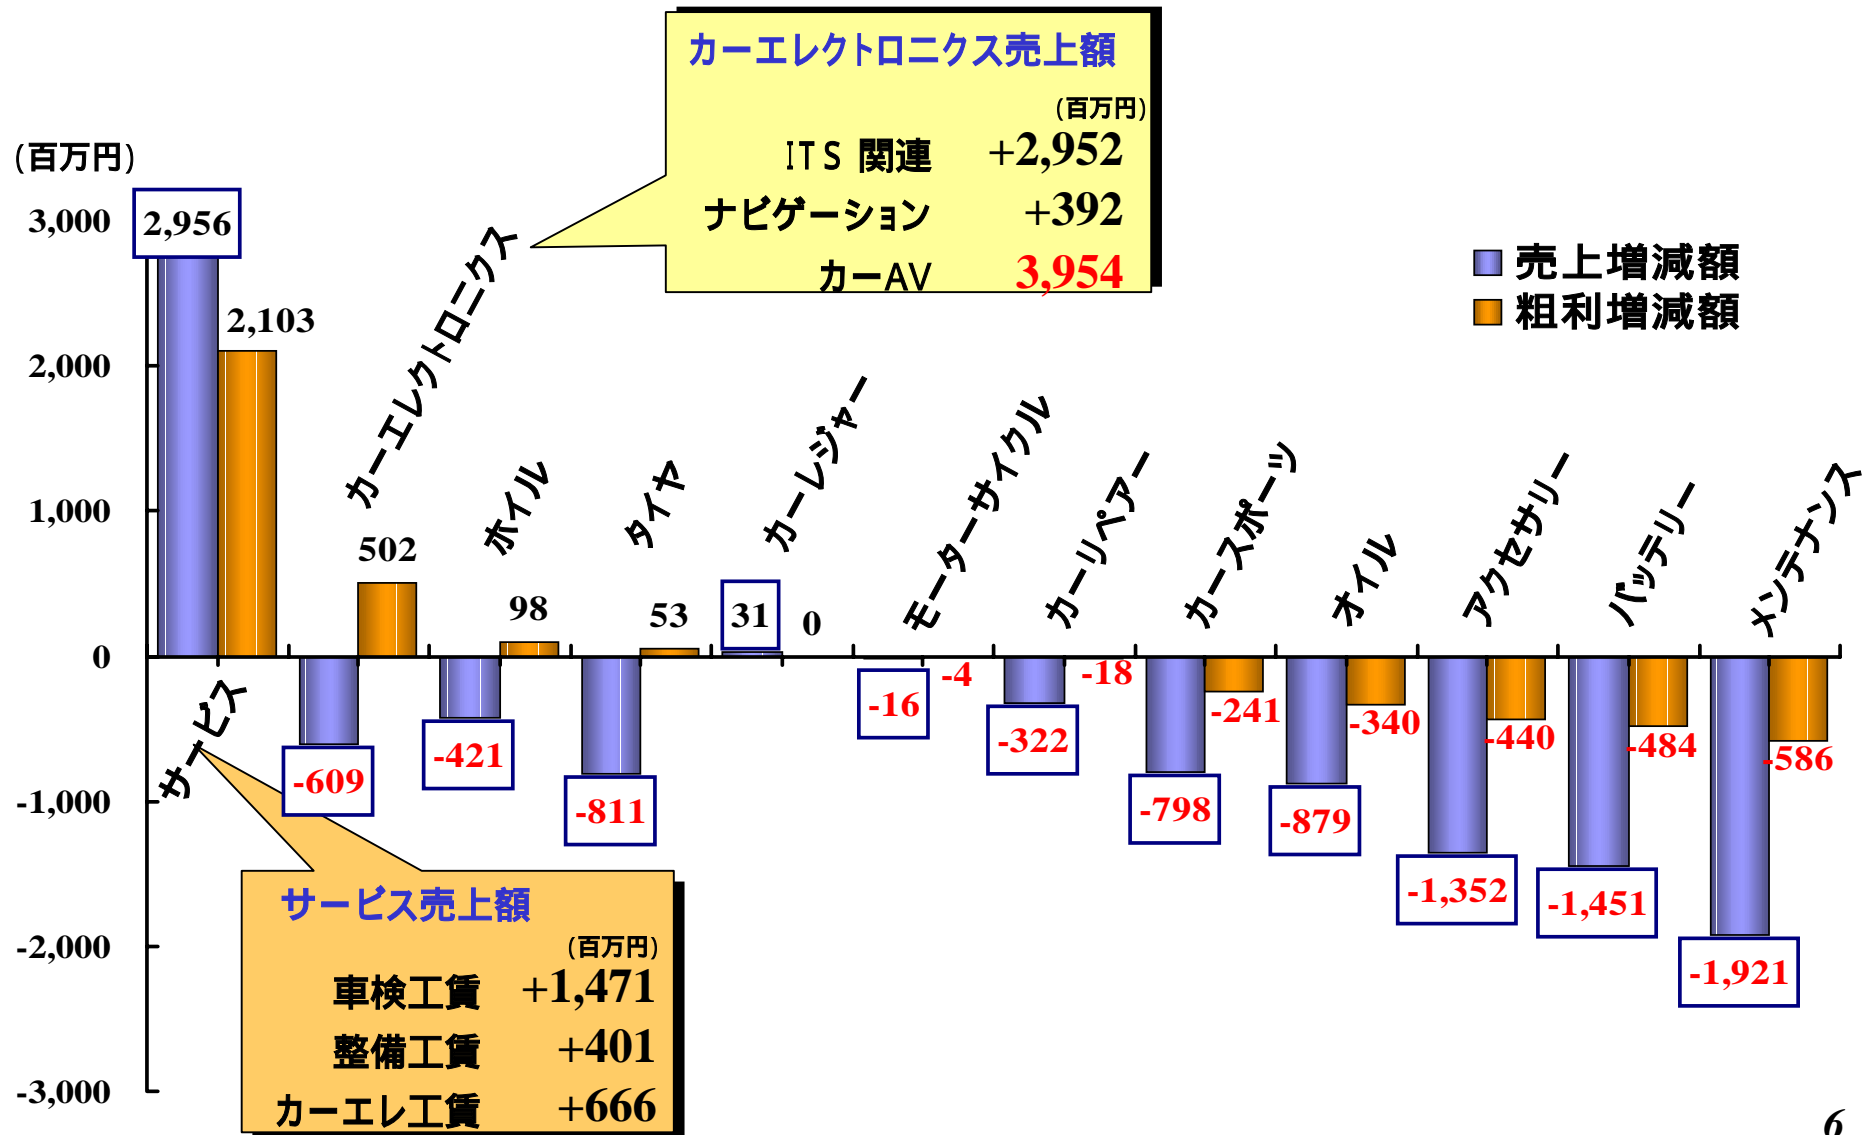 カーエレクトロニクス売上額
(百万円)
ITS 関連 +2,952
ナビゲーション +392
カーAV 3,954
(百万円)
3,000
2,000
1,000
0
-1,000
-2,000
-3,000
売上増減額
粗利増減額
サービス
カーエレクトロニクス
ホイル
タイヤ
カーレジャー
モーターサイクル
カーリペアー
カースポーツ
オイル
アクセサリー
バッテリー
メンテナンス
2,956
2,103
-609
502
-421
98
-811
53
31
0
-16
-4
-322
-18
-798
-241
-879
-340
-1,352
-440
-1,451
-484
-1,921
-586
サービス売上額
(百万円)
車検工賃 +1,471
整備工賃 +401
カーエレ工賃 +666
6